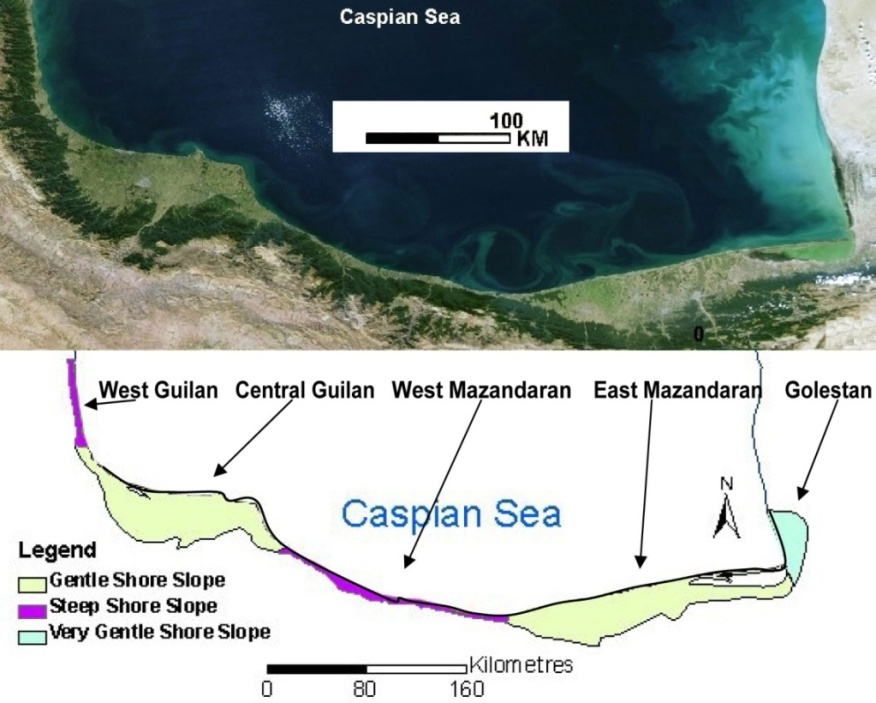 Caspian Sea
100
KM
0
West Guilan
Central Guilan
West Mazandaran
East Mazandaran
Golestan
N
Caspian Sea
Legend
Gentle Shore Slope
Steep Shore Slope
Very Gentle Shore Slope
Kilometres
0 80 160